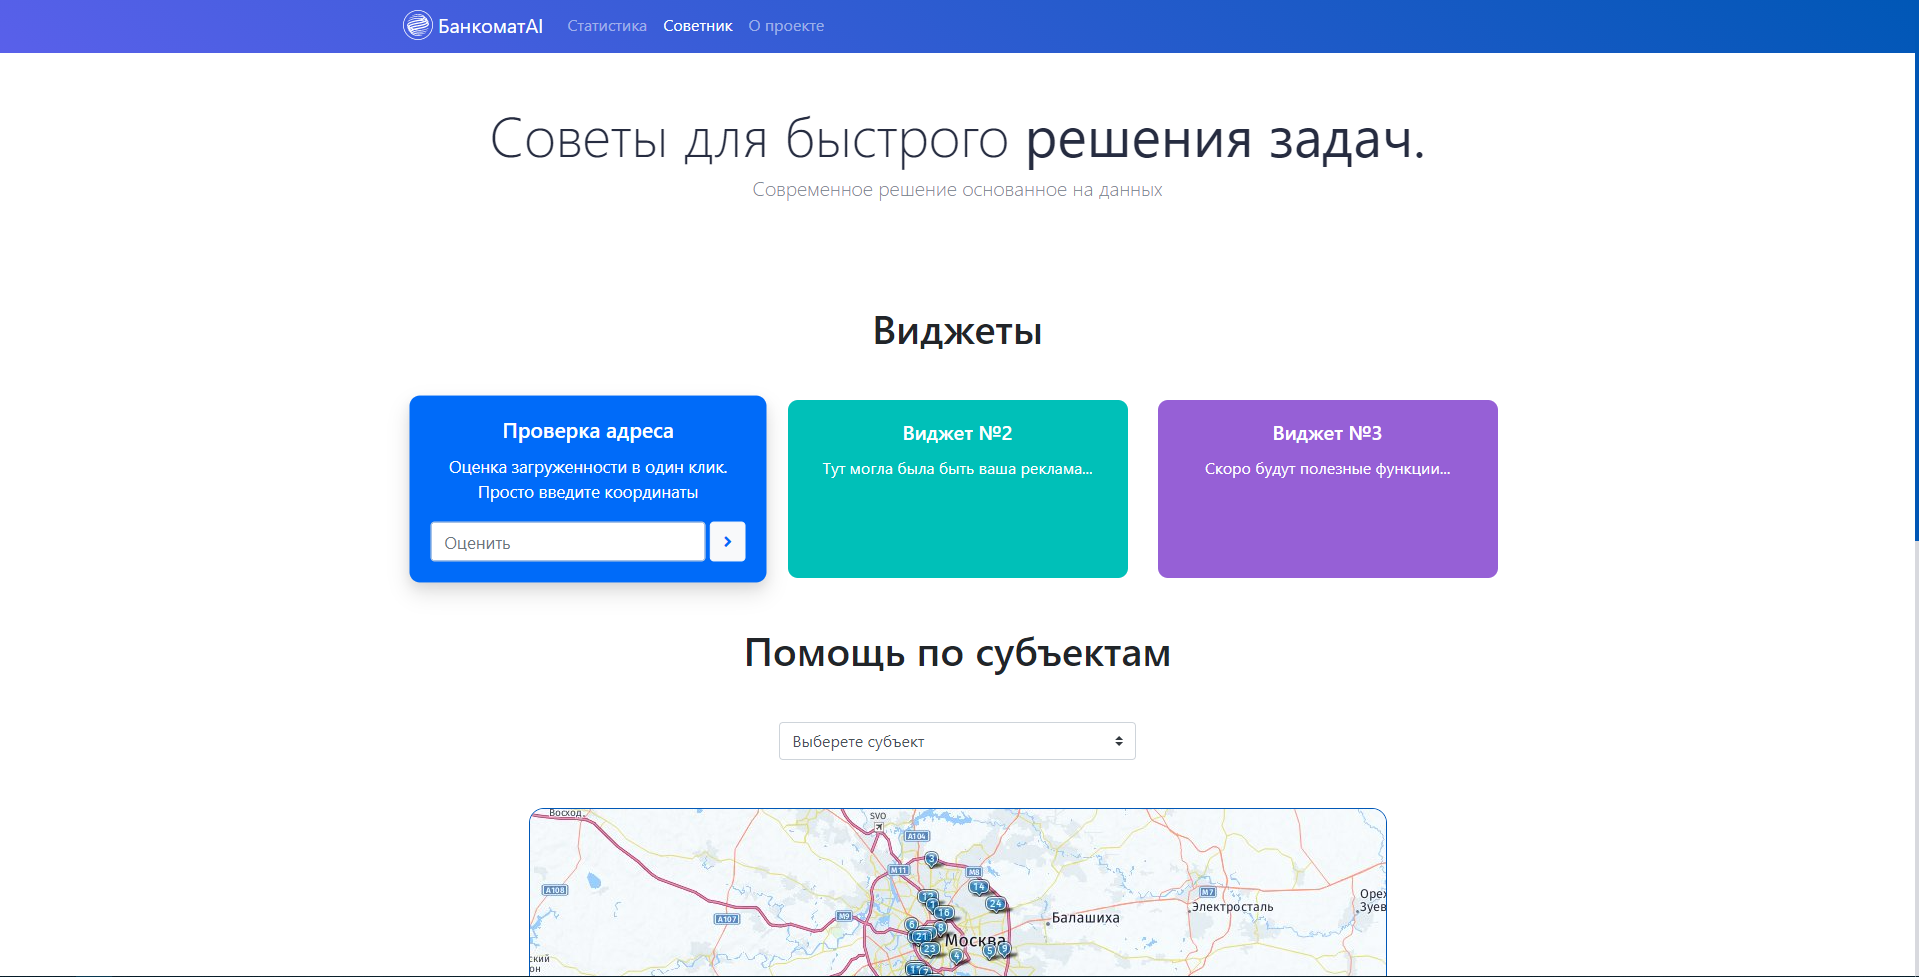 БанкоматAI Статистика Советник О проекте
Советы для быстрого решения задач.
Современное решение основанное на данных
Виджеты
Проверка адреса
Оценка загруженности в один клик.
Просто введите координаты
Оценить
Виджет №2
Тут могла была быть ваша реклама...
Виджет №3
Скоро будут полезные функции...
Помощь по субъектам
Выберете субъект
Восход
SVO
A104
3
M11
M8
A108
14
M7
12
1
24
16
Орех
Электросталь
Зуев
A107
M9
Балашиха
6
8
21
Москва
23
5
9
4
ский
он